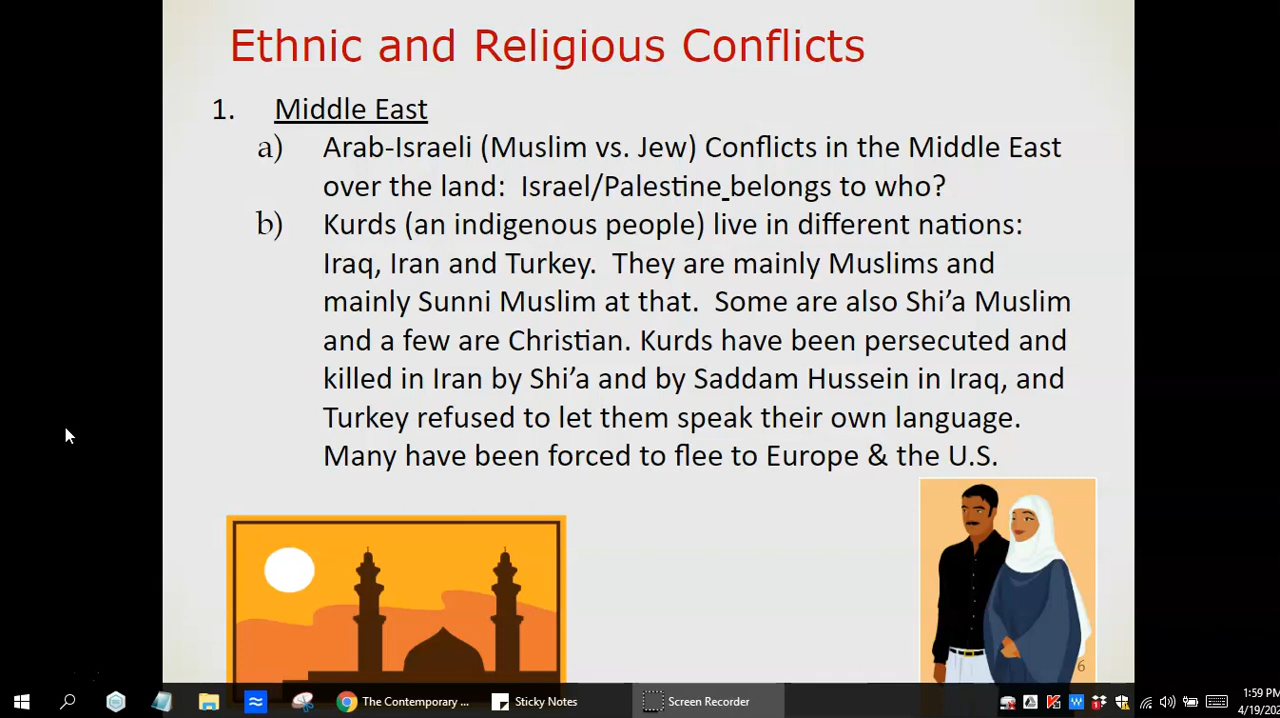 Ethnic and Religious Conflicts
1. Middle East
a) Arab-Israeli (Muslim vs. Jew) Conflicts in the Middle East
over the land: Israel/Palestine belongs to who?
b) Kurds (an indigenous people) live in different nations:
Iraq, Iran and Turkey. They are mainly Muslims and
mainly Sunni Muslim at that. Some are also Shi’a Muslim
and a few are Christian. Kurds have been persecuted and
killed in Iran by Shi’a and by Saddam Hussein in Iraq, and
Turkey refused to let them speak their own language.
Many have been forced to flee to Europe & the U.S.
6
The Contemporary ...
Sticky Notes
Screen Recorder
1:59 PM